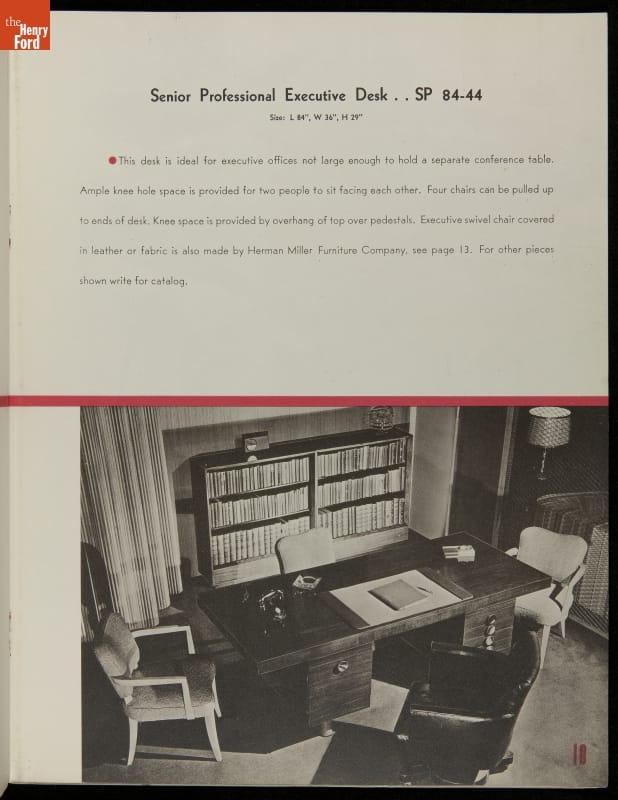 the
Henry
Ford
Senior Professional Executive Desk . . SP 84-44
Size: L 84", W 36", H 29"
●This desk is ideal for executive offices not large enough to hold a separate conference table.
Ample knee hole space is provided for two people to sit facing each other. Four chairs can be pulled up
to ends of desk. Knee space is provided by overhang of top over pedestals. Executive swivel chair covered
in leather or fabric is also made by Herman Miller Furniture Company, see page 13. For other pieces
shown write for catalog.
18